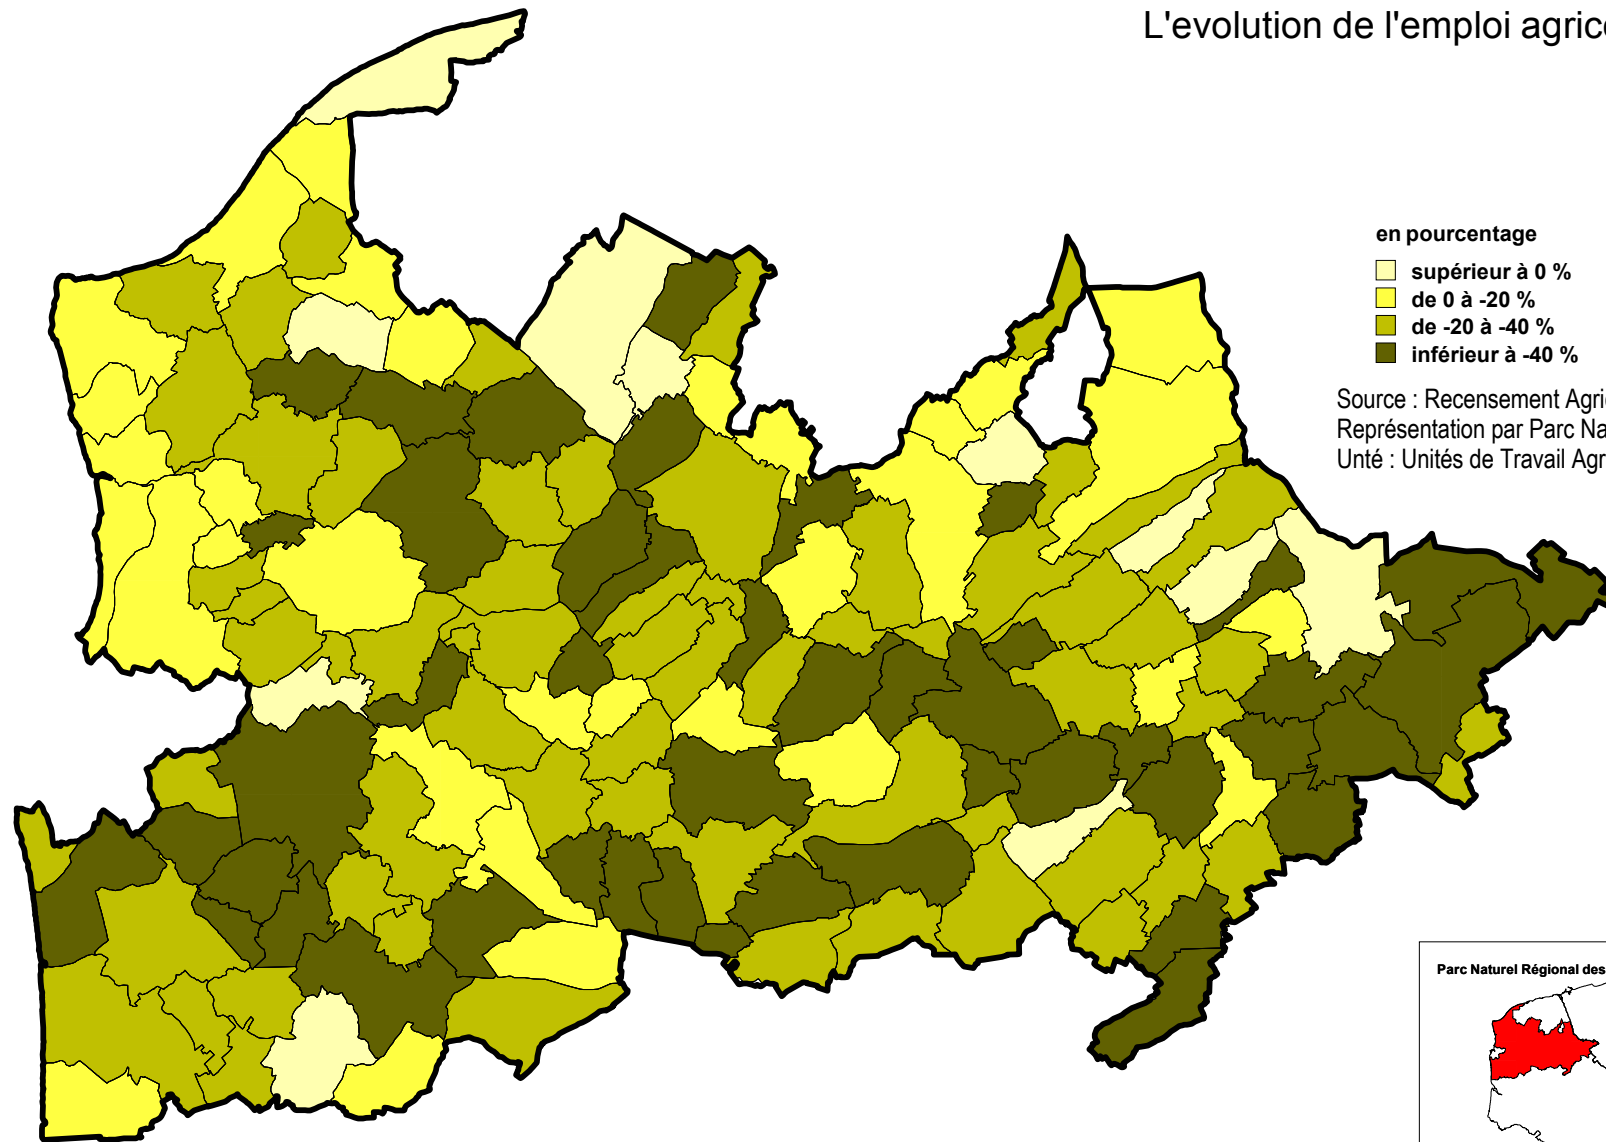 L'evolution de l'emploi agric
en pourcentage
supérieur à 0 %
de 0 à -20 %
de -20 à -40 %
inférieur à -40 %
Source : Recensement Agri
Représentation par Parc Na
Unté : Unités de Travail Agr
Parc Naturel Régional des